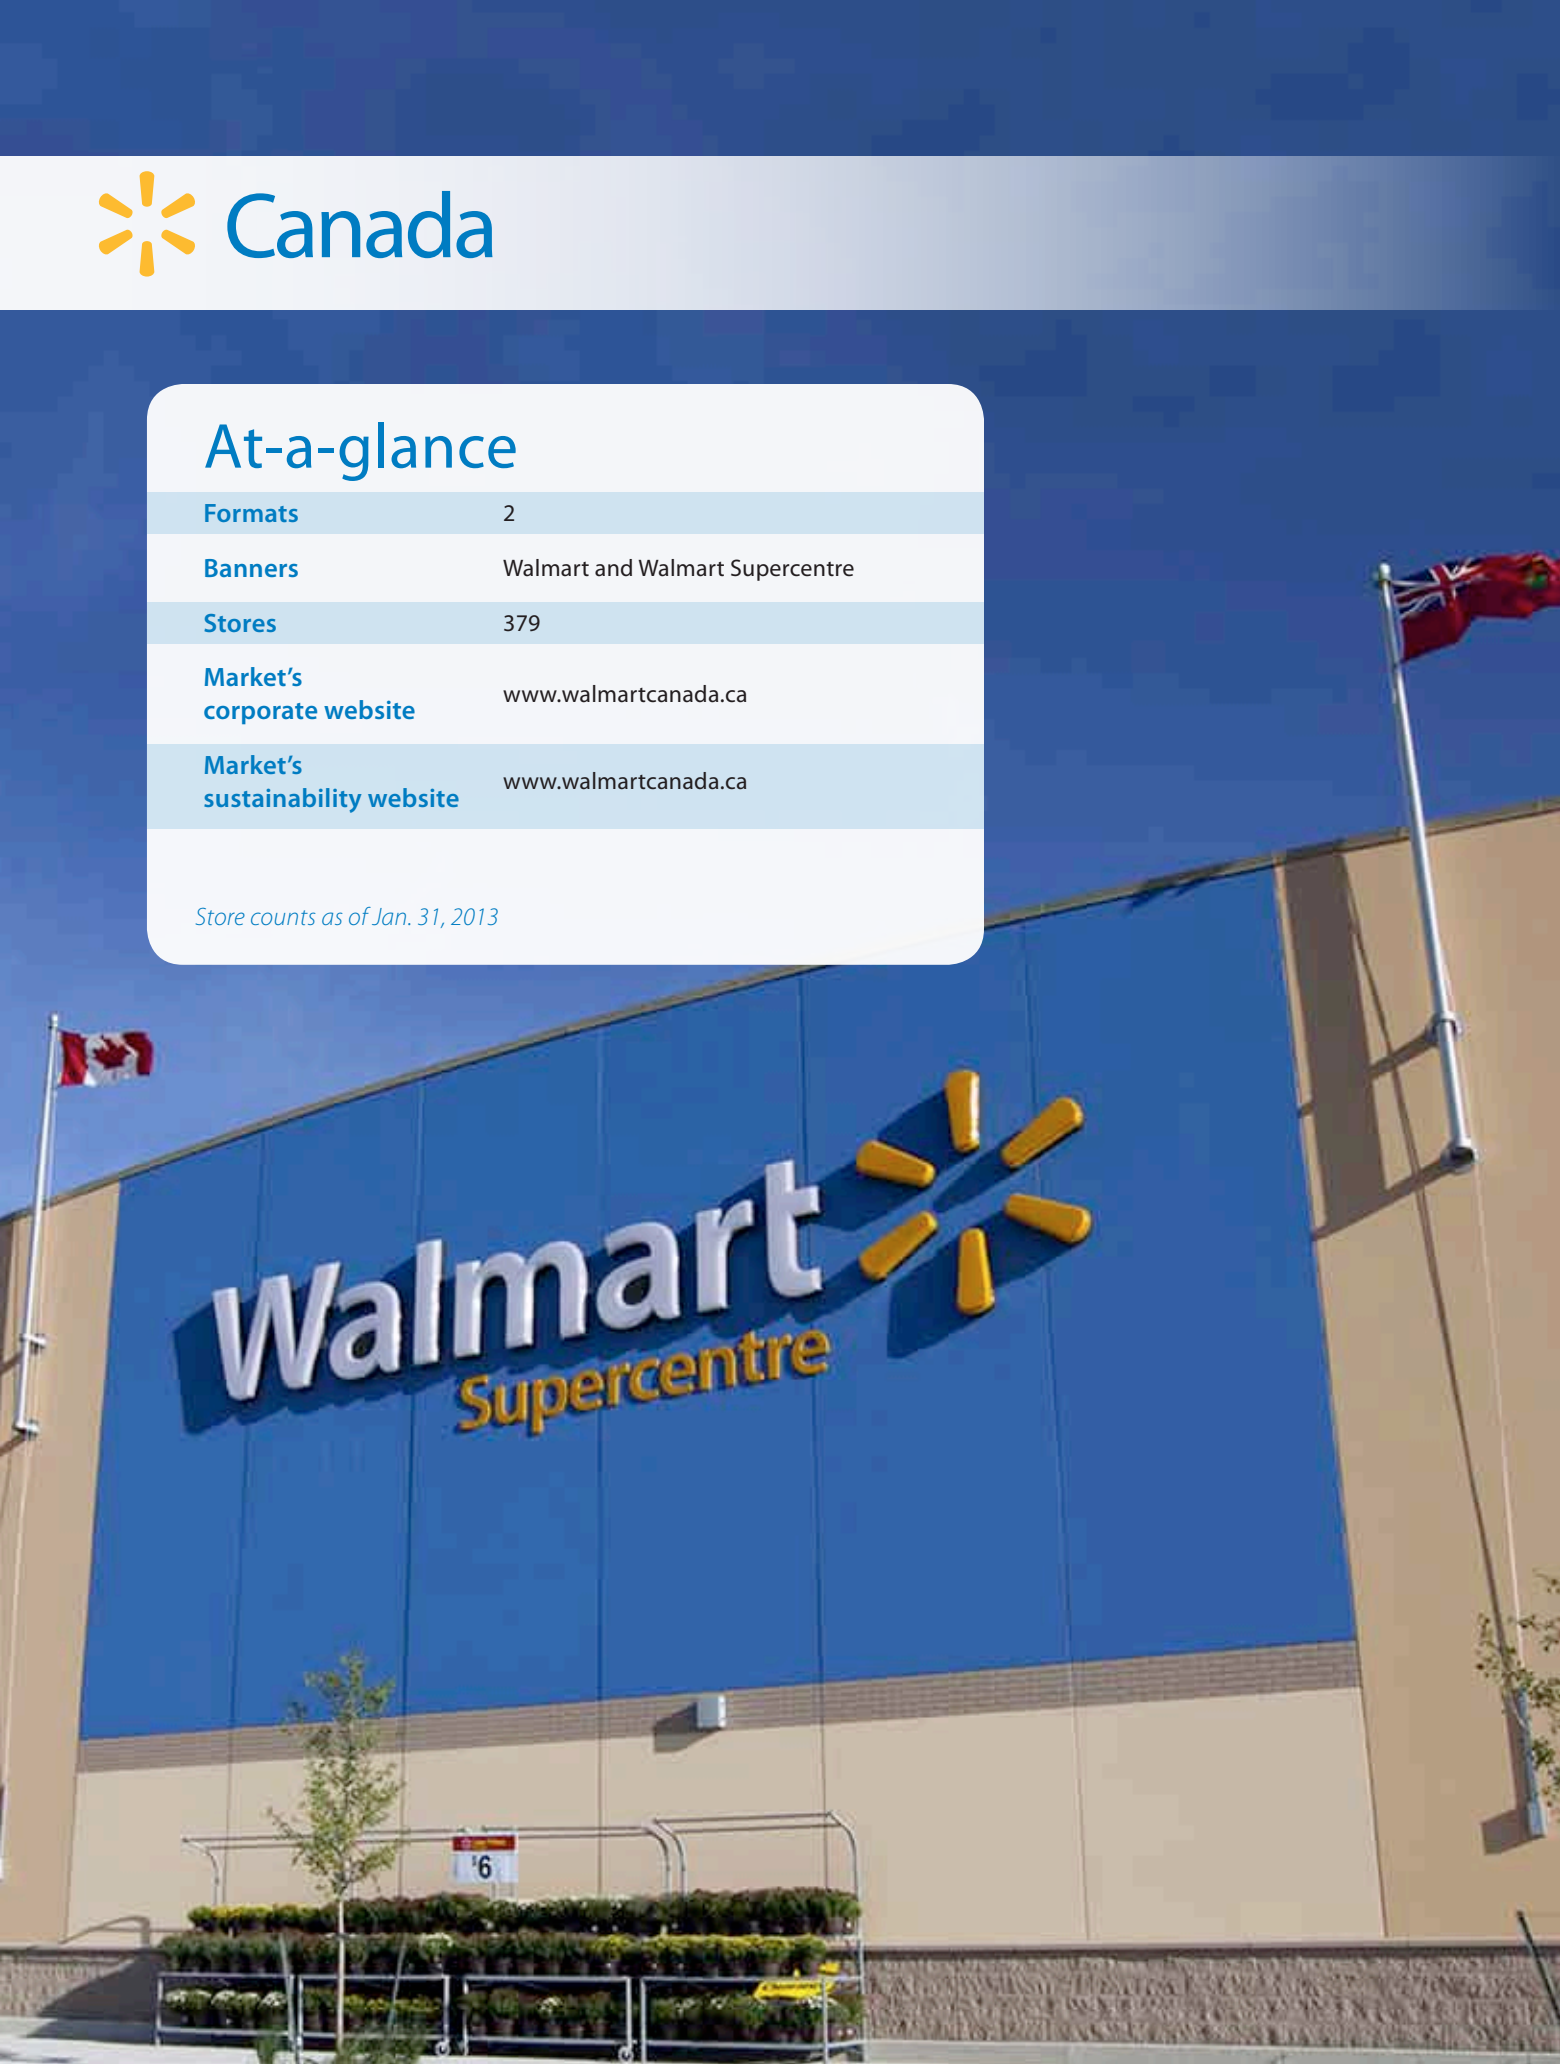 Canada
At-a-glance
Formats 2
Banners Walmart and Walmart Supercentre
Stores 379
Market’s
corporate website www.walmartcanada.ca
Market’s
sustainability website www.walmartcanada.ca
Store counts as of Jan. 31, 2013
Walmart
Supercentre
$6